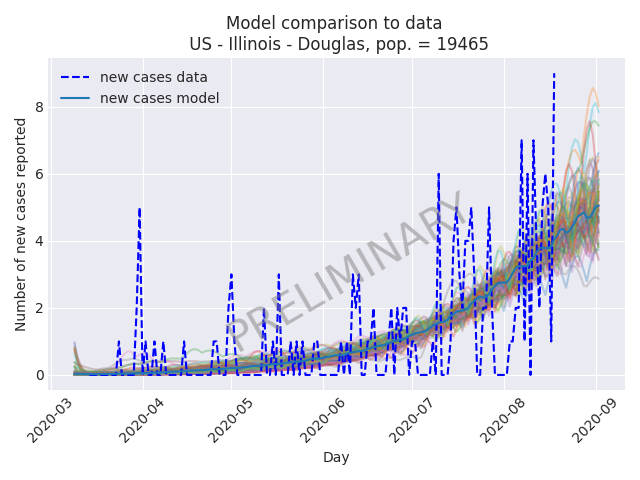 Model comparison to data
US - Illinois - Douglas, pop. = 19465
new cases data
new cases model
Number of new cases reported
8
6
4
2
0
PRELIMINARY
2020-03
2020-04
2020-05
2020-06
2020-07
2020-08
2020-09
Day